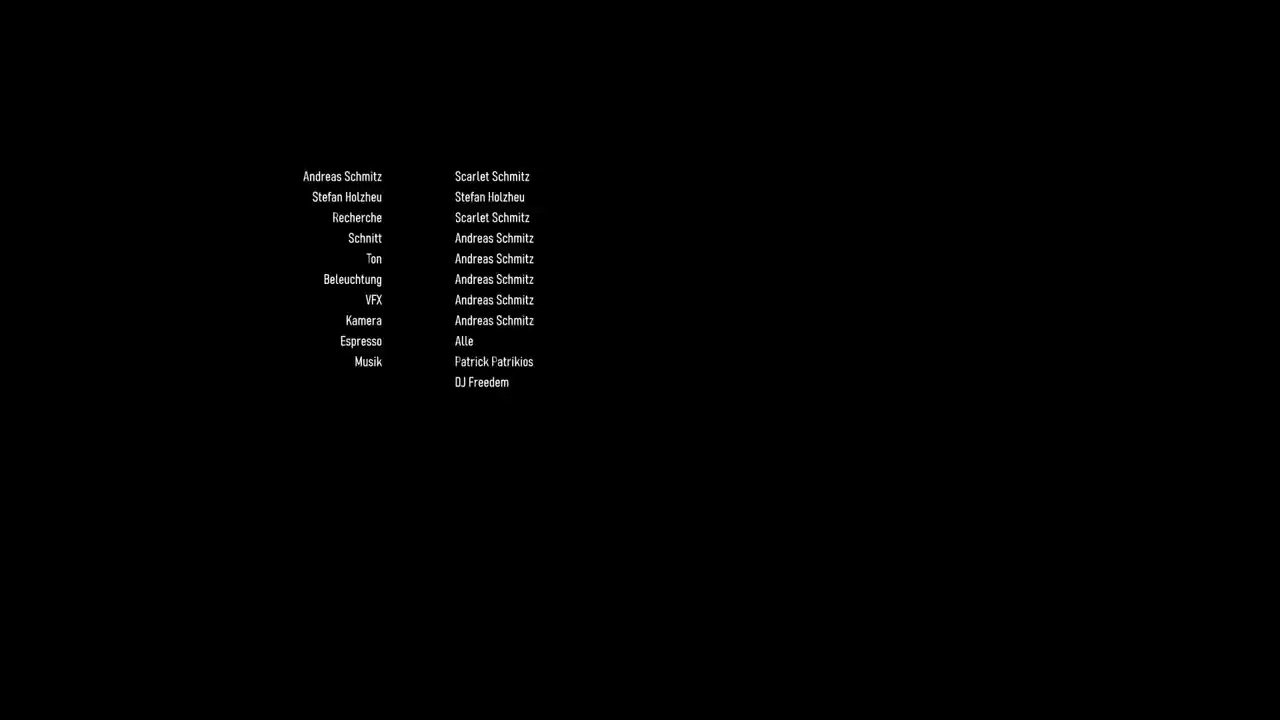 Andreas Schmitz Scarlet Schmitz
Stefan Holzheu Stefan Holzheu
Recherche Scarlet Schmitz
Schnitt Andreas Schmitz
Ton Andreas Schmitz
Beleuchtung Andreas Schmitz
VFX Andreas Schmitz
Kamera Andreas Schmitz
Espresso Alle
Musik Patrick Patrikios
DJ Freedem